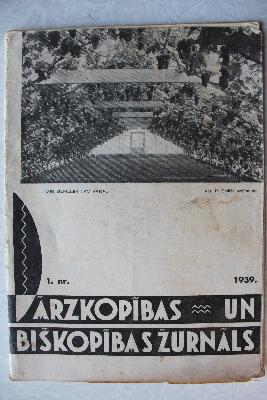 1. nr.
1939.
DĀRZKOPĪBAS UN
BIŠKOPĪBAS ŽURNĀLS